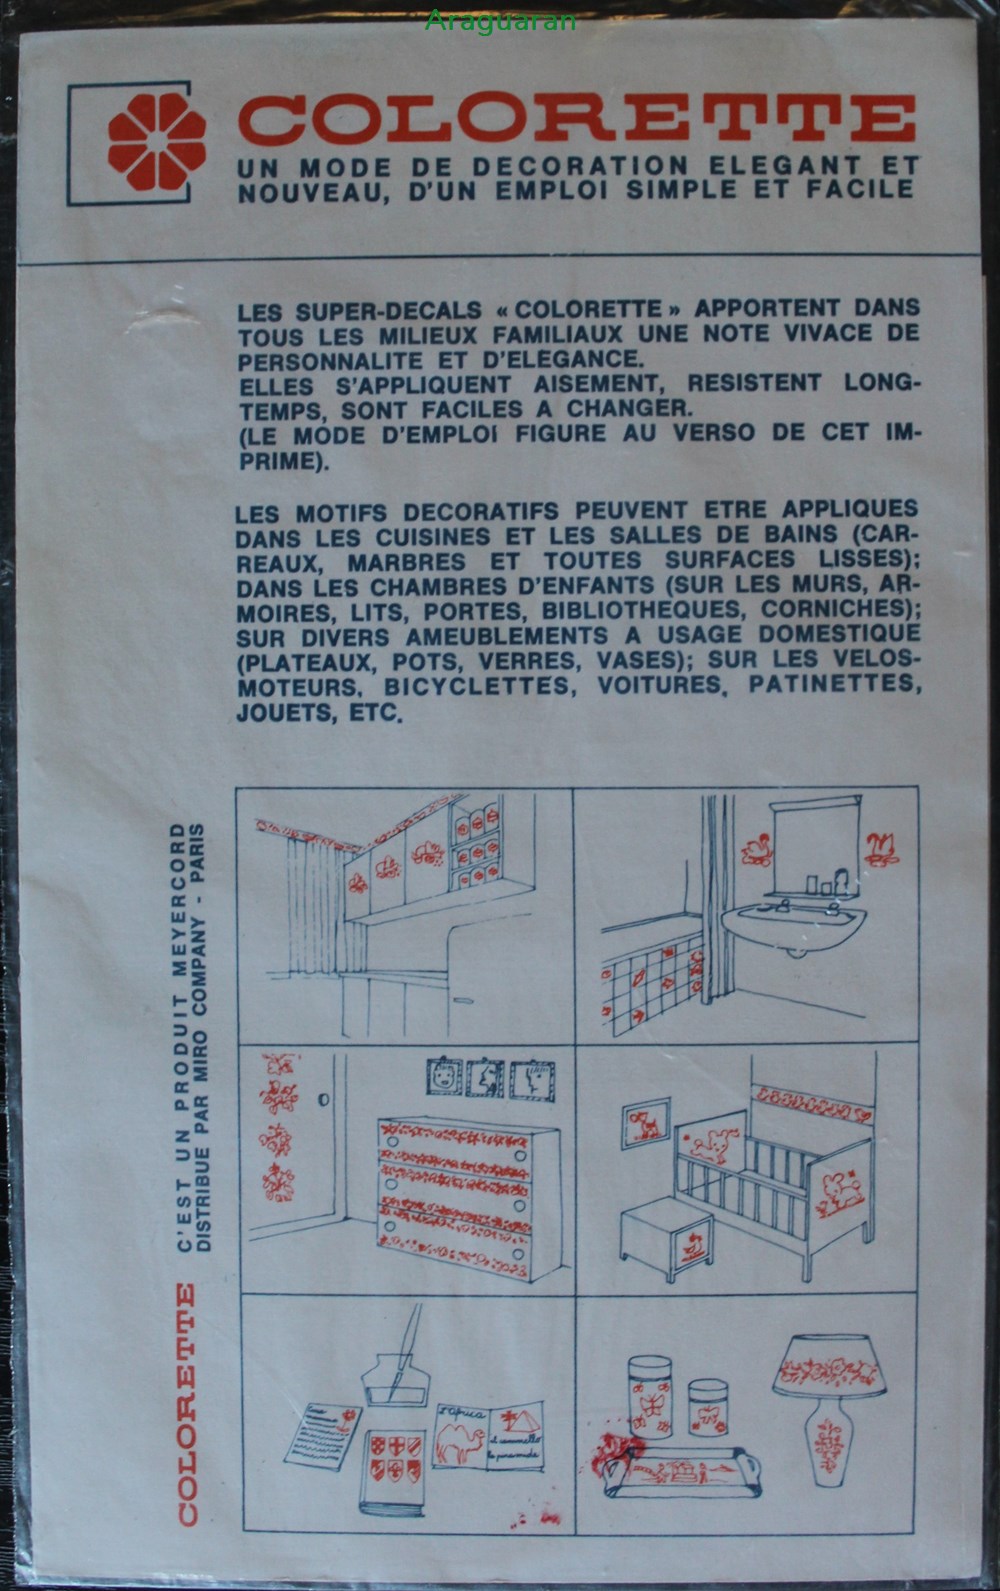 Araguaran
COLORETTE
UN MODE DE DECORATION ELEGANT ET
NOUVEAU, D'UN EMPLOI SIMPLE ET FACILE
LES SUPER-DECALS « COLORETTE » APPORTENT DANS
TOUS LES MILIEUX FAMILIAUX UNE NOTE VIVACE DE
PERSONNALITE ET D'ELEGANCE.
ELLES S'APPLIQUENT AISEMENT, RESISTENT LONG-
TEMPS, SONT FACILES A CHANGER.
(LE MODE D'EMPLOI FIGURE AU VERSO DE CET IM-
PRIME).
LES MOTIFS DECORATIFS PEUVENT ETRE APPLIQUES
DANS LES CUISINES ET LES SALLES DE BAINS (CAR-
REAUX, MARBRES ET TOUTES SURFACES LISSES);
DANS LES CHAMBRES D'ENFANTS (SUR LES MURS, AR-
MOIRES, LITS, PORTES, BIBLIOTHEQUES, CORNICHES);
SUR DIVERS AMEUBLEMENTS A USAGE DOMESTIQUE
(PLATEAUX, POTS, VERRES, VASES); SUR LES VELOS-
MOTEURS, BICYCLETTES, VOITURES, PATINETTES,
JOUETS, ETC.
COLORETTE
C'EST UN PRODUIT MEYERCORD
DISTRIBUE PAR MIRO COMPANY - PARIS
l'Africa
il cammello
la piramide